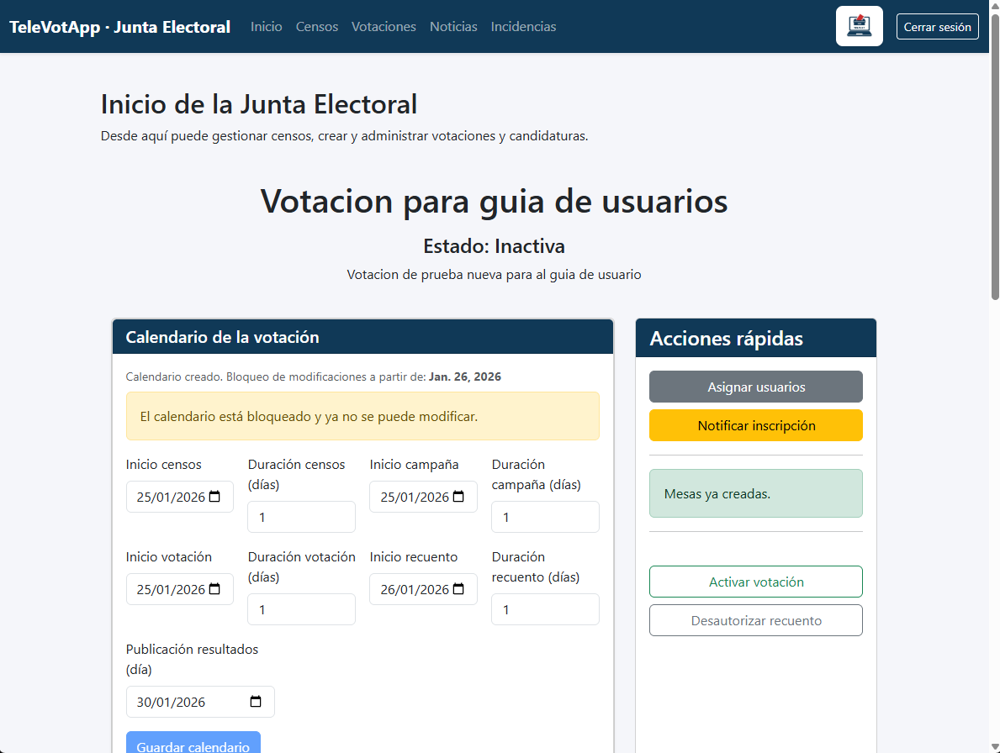 TeleVotApp · Junta Electoral
Inicio
Censos
Votaciones
Noticias
Incidencias
Cerrar sesión
Inicio de la Junta Electoral
Desde aquí puede gestionar censos, crear y administrar votaciones y candidaturas.
Votacion para guia de usuarios
Estado: Inactiva
Votacion de prueba nueva para al guia de usuario
Calendario de la votación
Calendario creado. Bloqueo de modificaciones a partir de: Jan. 26, 2026
El calendario está bloqueado y ya no se puede modificar.
Inicio censos
25/01/2026
Duración censos
(días)
1
Inicio campaña
25/01/2026
Duración
campaña (días)
1
Inicio votación
25/01/2026
Duración votación
(días)
1
Inicio recuento
26/01/2026
Duración
recuento (días)
1
Publicación resultados
(día)
30/01/2026
Guardar calendario
Acciones rápidas
Asignar usuarios
Notificar inscripción
Mesas ya creadas.
Activar votación
Desautorizar recuento